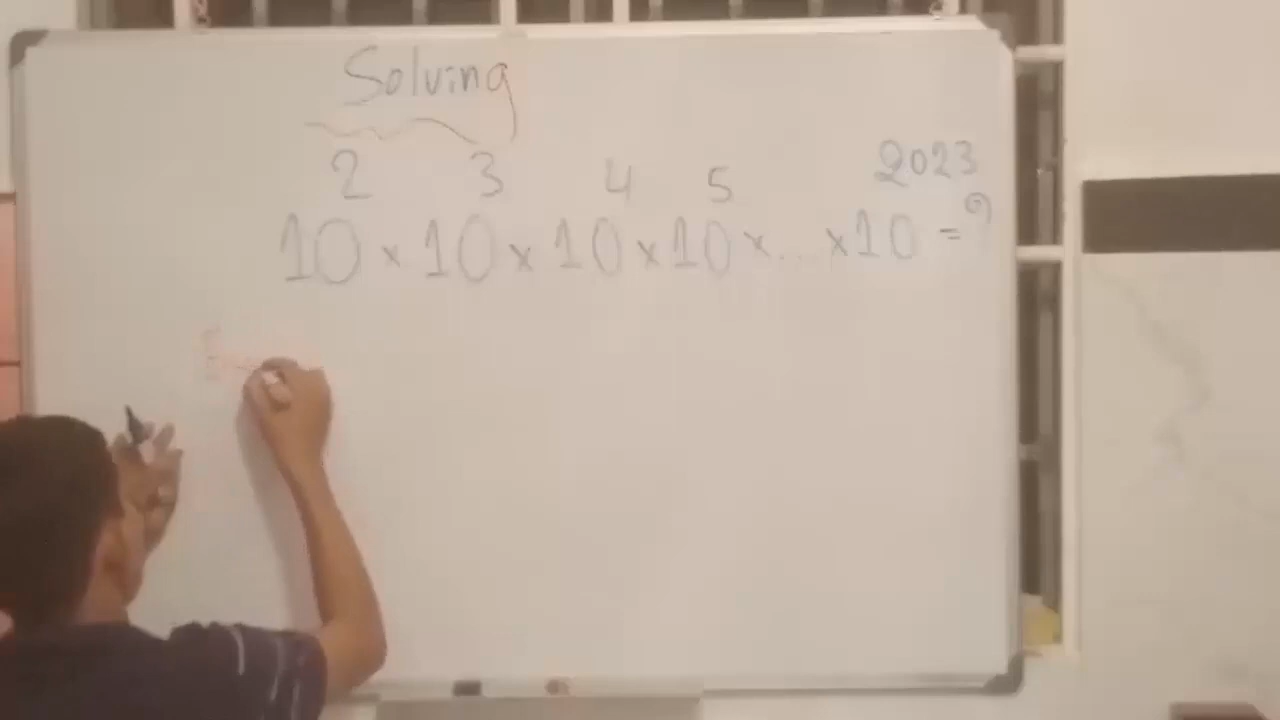 Solving
2 3 4 5 2023
10 × 10 × 10 × 10 × ... × 10 = ?